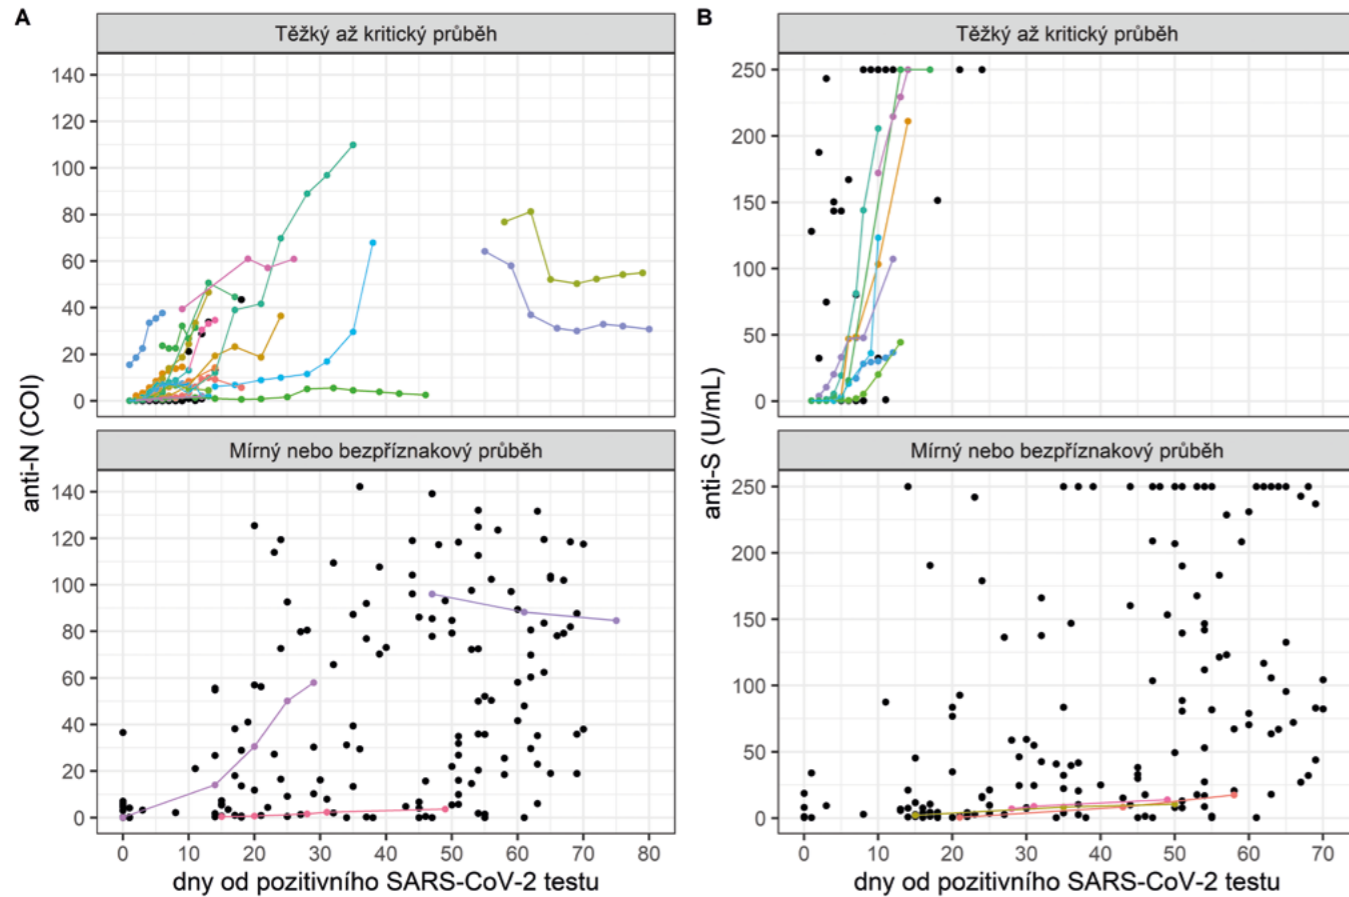 A
Těžký až kritický průběh
140
120
100
80
60
40
20
0
Mírný nebo bezpříznakový průběh
140
120
100
80
60
40
20
0
anti-N (COI)
0 10 20 30 40 50 60 70 80
dny od pozitivního SARS-CoV-2 testu
B
Těžký až kritický průběh
250
200
150
100
50
0
Mírný nebo bezpříznakový průběh
250
200
150
100
50
0
anti-S (U/mL)
0 10 20 30 40 50 60 70
dny od pozitivního SARS-CoV-2 testu